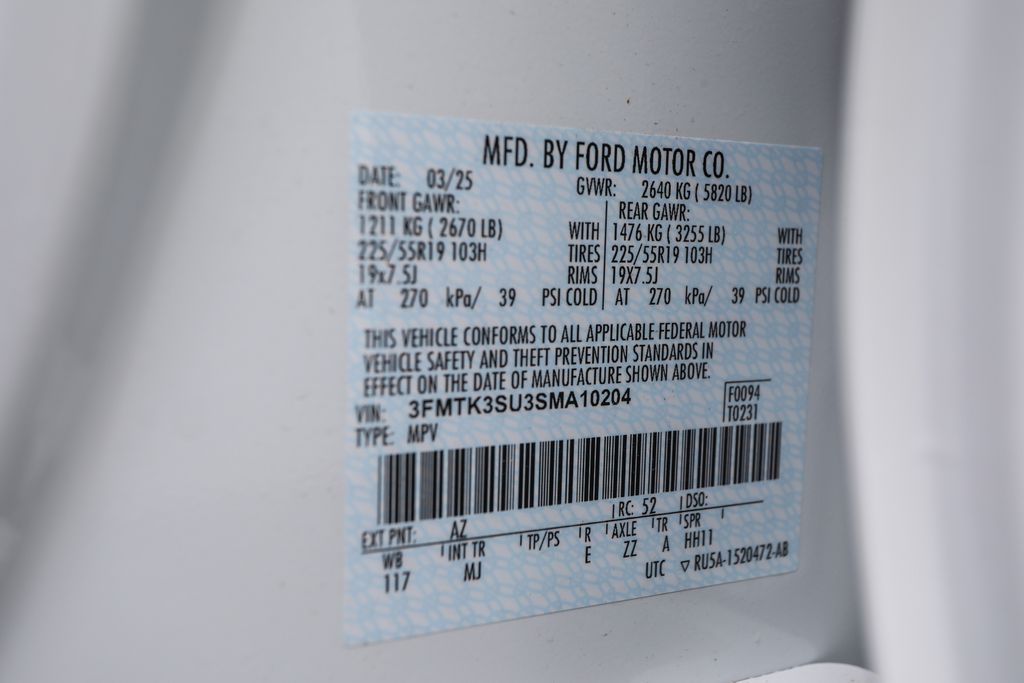 MFD. BY FORD MOTOR CO.
DATE: 03/25 GVWR: 2640 KG ( 5820 LB)
FRONT GAWR: REAR GAWR:
1211 KG ( 2670 LB) WITH 1476 KG ( 3255 LB) WITH
225/55R19 103H TIRES 225/55R19 103H TIRES
19x7.5J RIMS 19X7.5J RIMS
AT 270 kPa/ 39 PSI COLD AT 270 kPa/ 39 PSI COLD
THIS VEHICLE CONFORMS TO ALL APPLICABLE FEDERAL MOTOR
VEHICLE SAFETY AND THEFT PREVENTION STANDARDS IN
EFFECT ON THE DATE OF MANUFACTURE SHOWN ABOVE.
VIN: 3FMTK3SU3SMA10204 F0094
TYPE: MPV T0231
EXT PNT: AZ RC: 52 DSO:
WB INT TR TP/PS R AXLE TR SPR
117 MJ E ZZ A HH11
UTC ▽ RU5A-1520472-AB